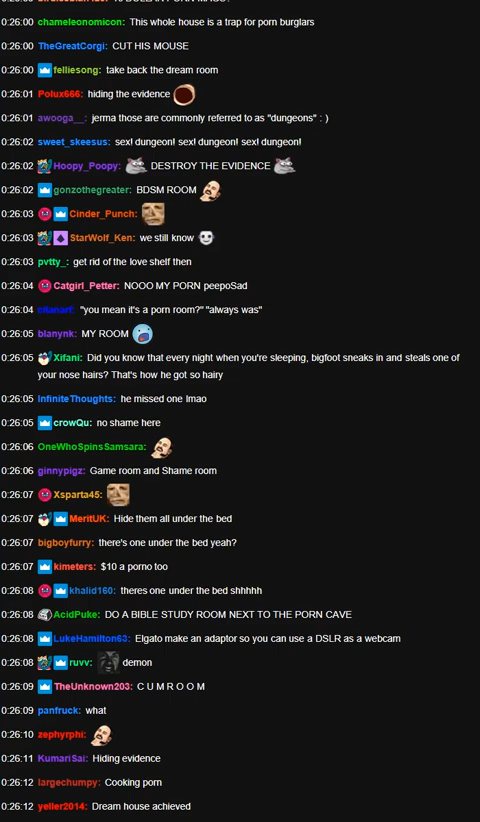 chameleonomicon: This whole house is a trap for porn burglars
0:26:00 TheGreatCorgi: CUT HIS MOUSE
0:26:00 felliesong: take back the dream room
0:26:01 Polux666: hiding the evidence
0:26:01 awooga__: jerma those are commonly referred to as "dungeons" : )
0:26:02 sweet_skeesus: sex! dungeon! sex! dungeon! sex! dungeon!
0:26:02 Hoopy_Poopy: DESTROY THE EVIDENCE
0:26:02 gonzothegreater: BDSM ROOM
0:26:03 Cinder_Punch:
0:26:03 StarWolf_Ken: we still know
0:26:03 pvtty_: get rid of the love shelf then
0:26:04 Catgirl_Petter: NOOO MY PORN peepoSad
0:26:04 "you mean it's a porn room?" "always was"
0:26:05 blanynk: MY ROOM
0:26:05 Xifani: Did you know that every night when you're sleeping, bigfoot sneaks in and steals one of
your nose hairs? That's how he got so hairy
0:26:05 InfiniteThoughts: he missed one lmao
0:26:05 crowQu: no shame here
0:26:06 OneWhoSpinsSamsara:
0:26:06 ginnypigz: Game room and Shame room
0:26:07 Xsparta45:
0:26:07 MeritUK: Hide them all under the bed
0:26:07 bigboyfurry: there's one under the bed yeah?
0:26:07 kimeters: $10 a porno too
0:26:08 khalid160: theres one under the bed shhhhh
0:26:08 AcidPuke: DO A BIBLE STUDY ROOM NEXT TO THE PORN CAVE
0:26:08 LukeHamilton63: Elgato make an adaptor so you can use a DSLR as a webcam
0:26:08 ruvv: demon
0:26:09 TheUnknown203: C U M R O O M
0:26:09 panfruck: what
0:26:10 zephyrphi:
0:26:11 KumariSai: Hiding evidence
0:26:12 largechumpy: Cooking porn
0:26:12 yeller2014: Dream house achieved